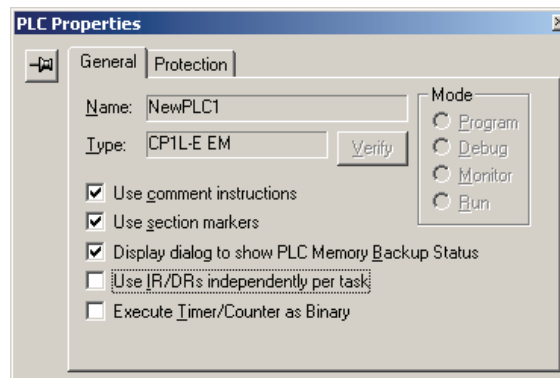 PLC Properties
General
Protection
Name: NewPLC1
Type: CP1L-E EM
Verify
Mode
Program
Debug
Monitor
Run
Use comment instructions
Use section markers
Display dialog to show PLC Memory Backup Status
Use IR/DRs independently per task
Execute Timer/Counter as Binary